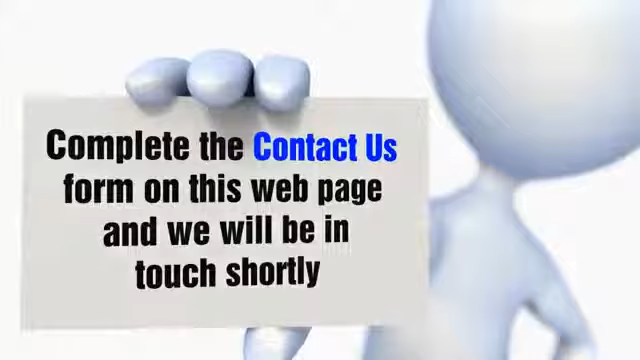 Complete the Contact Us
form on this web page
and we will be in
touch shortly